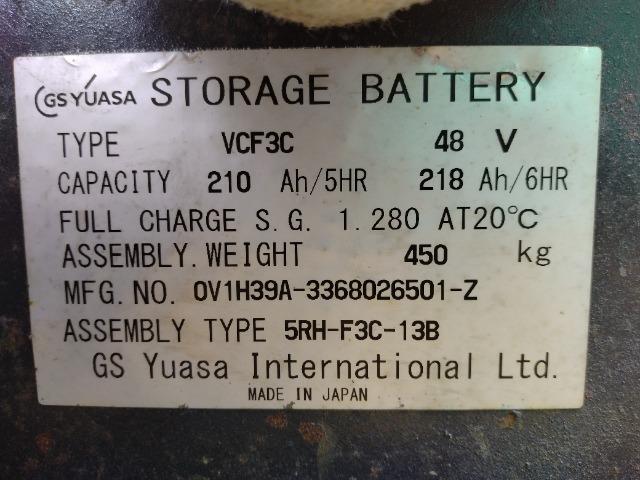 GS YUASA STORAGE BATTERY
TYPE VCF3C 48 V
CAPACITY 210 Ah/5HR 218 Ah/6HR
FULL CHARGE S.G. 1.280 AT20°C
ASSEMBLY.WEIGHT 450 kg
MFG.NO. 0V1H39A-3368026501-Z
ASSEMBLY TYPE 5RH-F3C-13B
GS Yuasa International Ltd.
MADE IN JAPAN